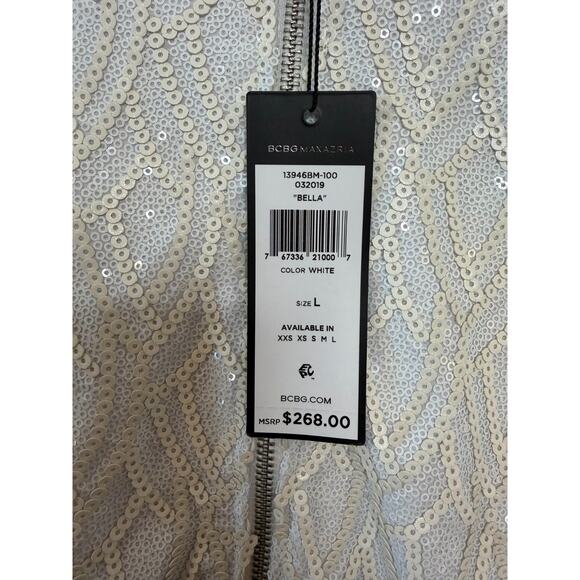 BCBGMAXAZRIA
13946BM-100
032019
"BELLA"
7 67336 21000 7
COLOR WHITE
SIZE L
AVAILABLE IN
XXS XS S M L
BCBG.COM
MSRP $268.00